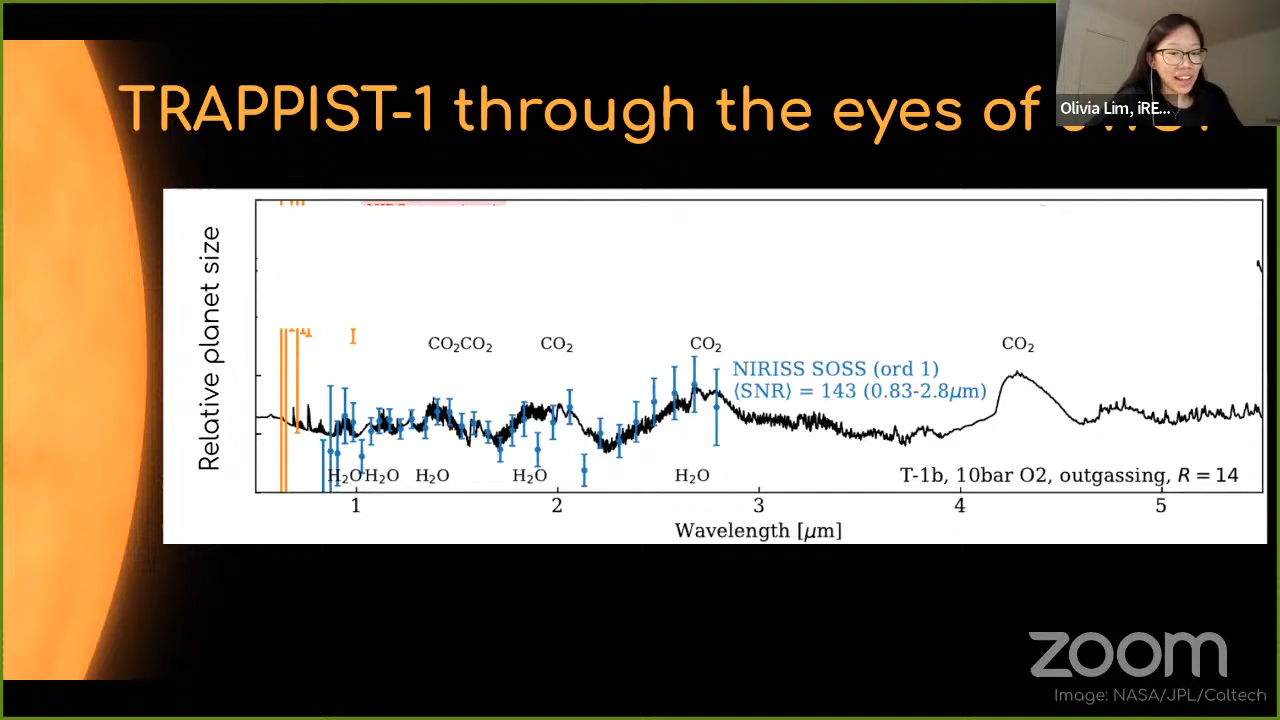 TRAPPIST-1 through the eyes of
Olivia Lim, iRE...
Relative planet size
CO₂CO₂
CO₂
CO₂
CO₂
NIRISS SOSS (ord 1)
⟨SNR⟩ = 143 (0.83-2.8μm)
H₂O
H₂O
H₂O
H₂O
H₂O
T-1b, 10bar O2, outgassing, R = 14
1
2
3
4
5
Wavelength [μm]
zoom
Image: NASA/JPL/Caltech